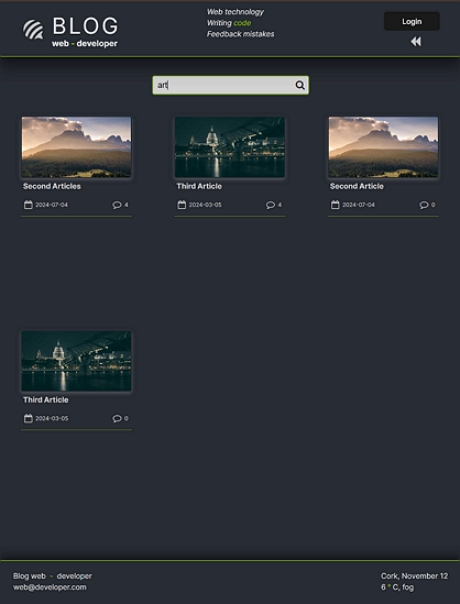 BLOG
web - developer
Web technology
Writing code
Feedback mistakes
Login
art
Second Articles
2024-07-04 4
Third Article
2024-03-05 4
Second Article
2024-07-04 0
Third Article
2024-03-05 0
Blog web - developer
web@developer.com
Cork, November 12
6 ° C, fog